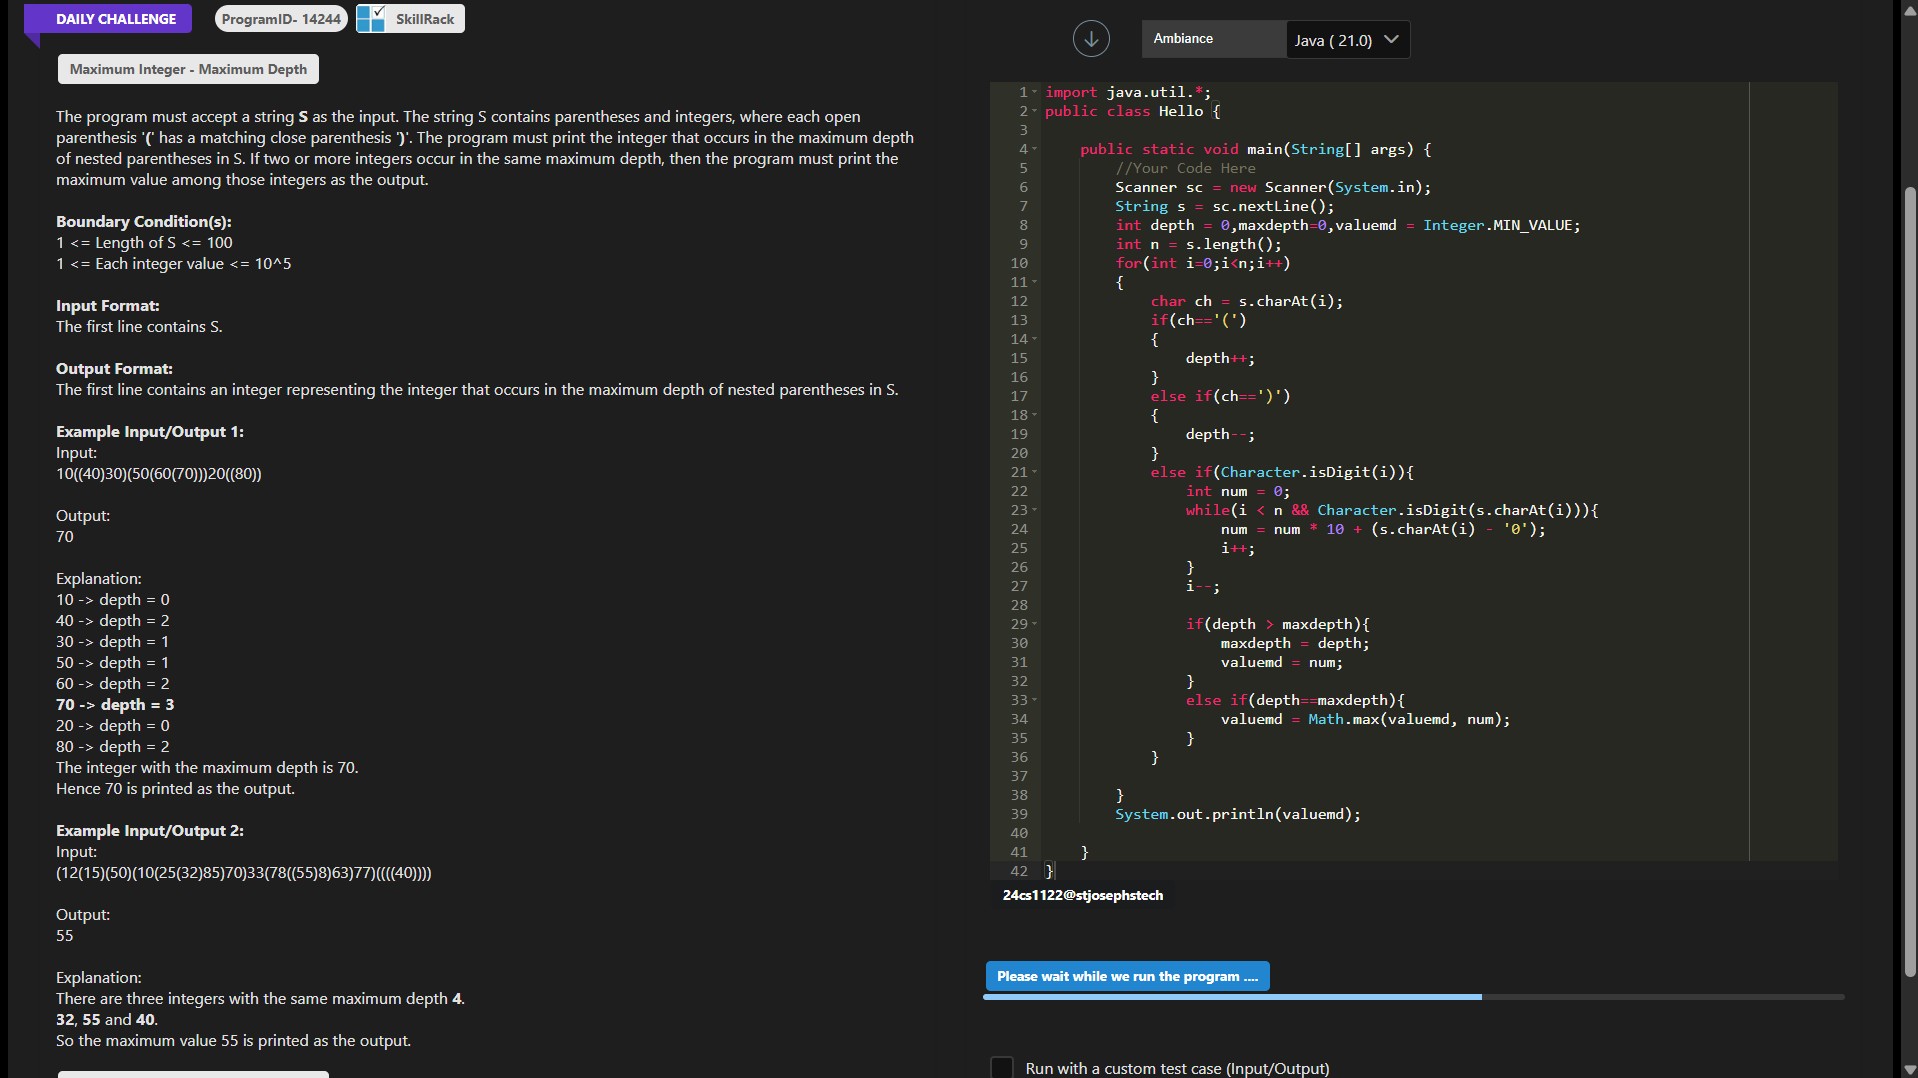 DAILY CHALLENGE
ProgramID- 14244
SkillRack
Maximum Integer - Maximum Depth
The program must accept a string S as the input. The string S contains parentheses and integers, where each open
parenthesis '(' has a matching close parenthesis ')'. The program must print the integer that occurs in the maximum depth
of nested parentheses in S. If two or more integers occur in the same maximum depth, then the program must print the
maximum value among those integers as the output.
Boundary Condition(s):
1 <= Length of S <= 100
1 <= Each integer value <= 10^5
Input Format:
The first line contains S.
Output Format:
The first line contains an integer representing the integer that occurs in the maximum depth of nested parentheses in S.
Example Input/Output 1:
Input:
10((40)30)(50(60(70)))20((80))
Output:
70
Explanation:
10 -> depth = 0
40 -> depth = 2
30 -> depth = 1
50 -> depth = 1
60 -> depth = 2
70 -> depth = 3
20 -> depth = 0
80 -> depth = 2
The integer with the maximum depth is 70.
Hence 70 is printed as the output.
Example Input/Output 2:
Input:
(12(15)(50)(10(25(32)85)70)33(78((55)8)63)77)((((40))))
Output:
55
Explanation:
There are three integers with the same maximum depth 4.
32, 55 and 40.
So the maximum value 55 is printed as the output.
Ambiance
Java ( 21.0)
1 import java.util.*;
2 public class Hello {
3
4     public static void main(String[] args) {
5         //Your Code Here
6         Scanner sc = new Scanner(System.in);
7         String s = sc.nextLine();
8         int depth = 0,maxdepth=0,valuemd = Integer.MIN_VALUE;
9         int n = s.length();
10         for(int i=0;i<n;i++)
11         {
12             char ch = s.charAt(i);
13             if(ch=='(')
14             {
15                 depth++;
16             }
17             else if(ch==')')
18             {
19                 depth--;
20             }
21             else if(Character.isDigit(i)){
22                 int num = 0;
23                 while(i < n && Character.isDigit(s.charAt(i))){
24                     num = num * 10 + (s.charAt(i) - '0');
25                     i++;
26                 }
27                 i--;
28
29                 if(depth > maxdepth){
30                     maxdepth = depth;
31                     valuemd = num;
32                 }
33                 else if(depth==maxdepth){
34                     valuemd = Math.max(valuemd, num);
35                 }
36             }
37
38         }
39         System.out.println(valuemd);
40
41     }
42 }
24cs1122@stjosephstech
Please wait while we run the program ....
Run with a custom test case (Input/Output)